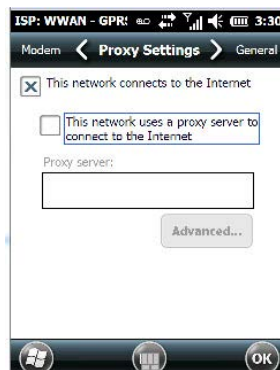 ISP: WWAN - GPRS 3:30
Modem Proxy Settings General
This network connects to the Internet
This network uses a proxy server to
connect to the Internet
Proxy server:
Advanced...
OK